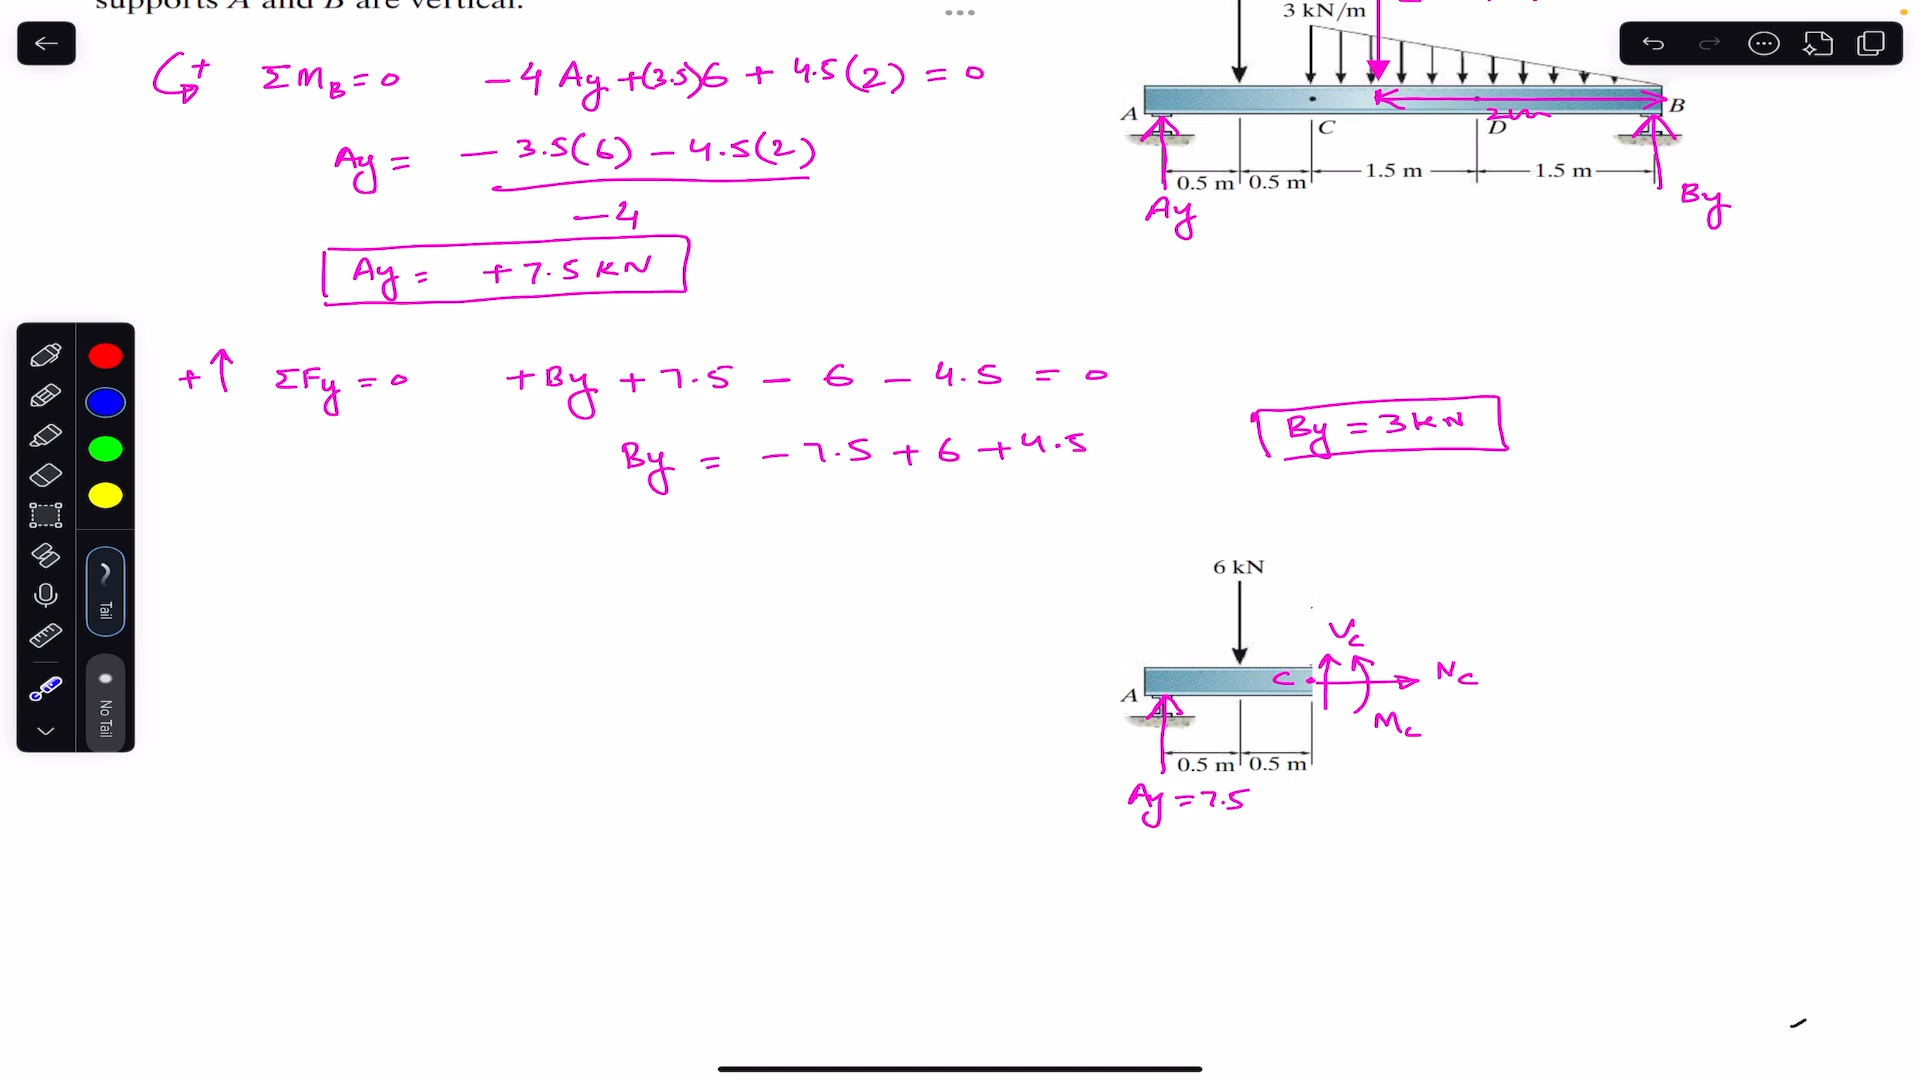 supports A and B are vertical.
3 kN/m
ΣM_B = 0 -4 Ay +(3.5)6 + 4.5(2) = 0
A B
C D
2m
Ay = -3.5(6) - 4.5(2)
-4
0.5 m 0.5 m 1.5 m 1.5 m
Ay By
Ay = +7.5 KN
+↑ ΣFy = 0 +By + 7.5 - 6 - 4.5 = 0
By = 3KN
By = -7.5 + 6 + 4.5
6 kN
Vc
A C Nc
Mc
0.5 m 0.5 m
Ay = 7.5
Tail
No Tail